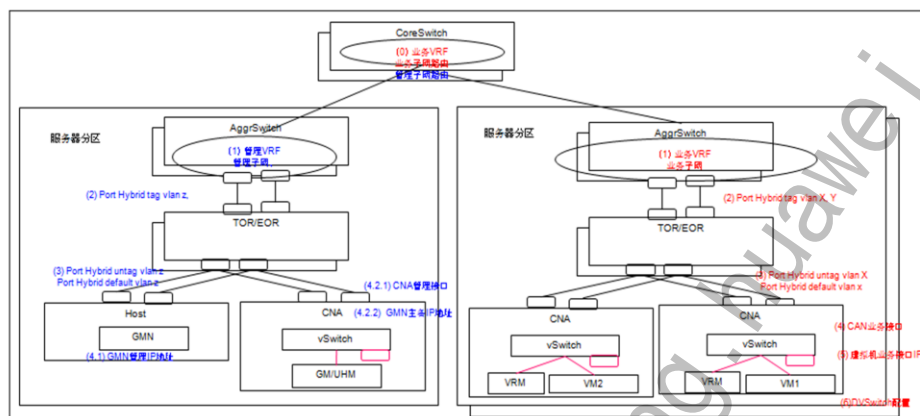 CoreSwitch
(0) 业务VRF
业务子网路由
管理子网路由
服务器分区
AggrSwitch
(1) 管理VRF
管理子网、
(2) Port Hybrid tag vlan z,
TOR/EOR
(3) Port Hybrid untag vlan z
Port Hybrid default vlan z
(4.2.1) CNA管理接口
Host
GMN
(4.1) GMN管理IP地址
CNA
(4.2.2) GMN主备IP地址
vSwitch
GM/UHM
服务器分区
AggrSwitch
(1) 业务VRF
业务子网
(2) Port Hybrid tag vlan X, Y
TOR/EOR
(3) Port Hybrid untag vlan X
Port Hybrid default vlan x
CNA
vSwitch
VRM
VM2
CNA
(4) CAN业务接口
vSwitch
(5) 虚拟机业务接口IP
VRM
VM1
(6)DVSwitch配置
ng.huawei